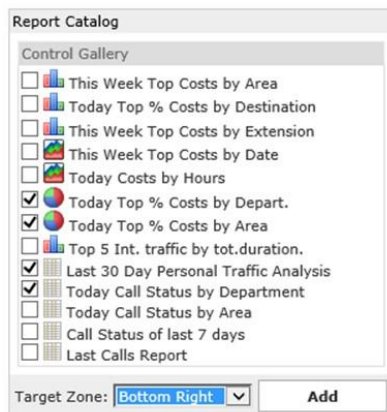 Report Catalog
Control Gallery
This Week Top Costs by Area
Today Top % Costs by Destination
This Week Top Costs by Extension
This Week Top Costs by Date
Today Costs by Hours
Today Top % Costs by Depart.
Today Top % Costs by Area
Top 5 Int. traffic by tot.duration.
Last 30 Day Personal Traffic Analysis
Today Call Status by Department
Today Call Status by Area
Call Status of last 7 days
Last Calls Report
Target Zone: Bottom Right Add